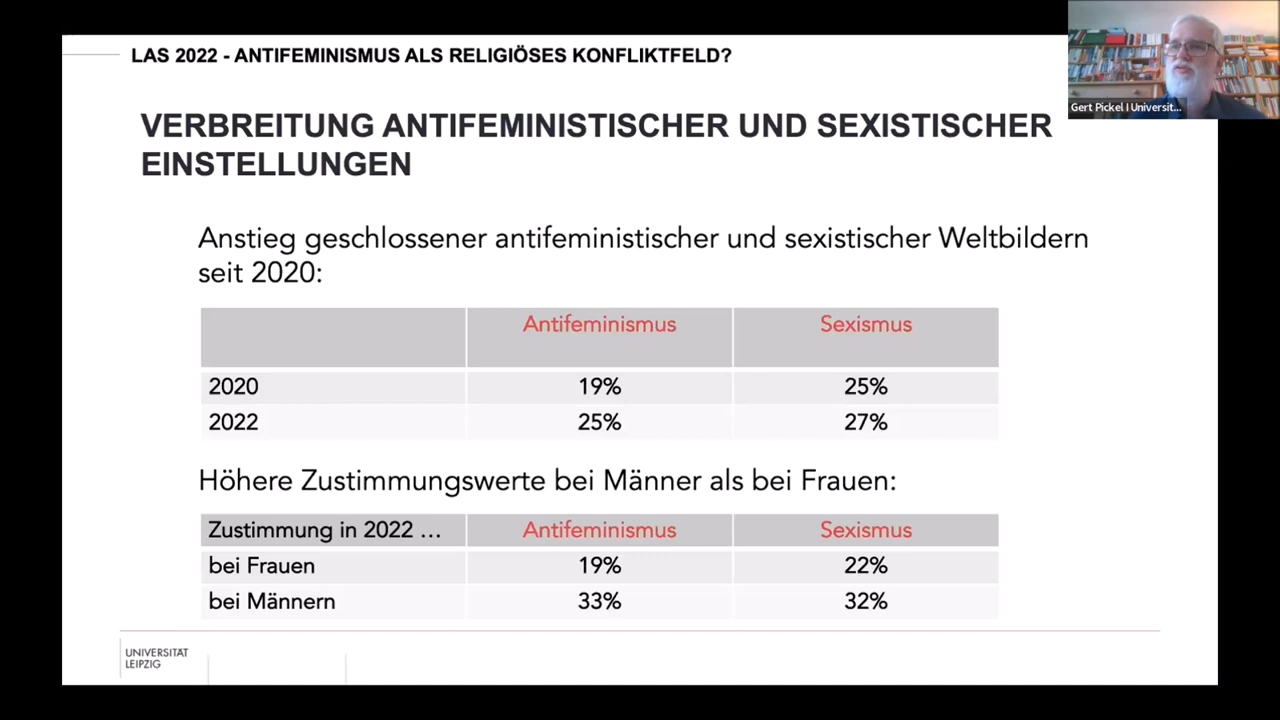 LAS 2022 - ANTIFEMINISMUS ALS RELIGIÖSES KONFLIKTFELD?
Gert Pickel I Universit...
VERBREITUNG ANTIFEMINISTISCHER UND SEXISTISCHER
EINSTELLUNGEN
Anstieg geschlossener antifeministischer und sexistischer Weltbildern
seit 2020:
Antifeminismus Sexismus
2020 19% 25%
2022 25% 27%
Höhere Zustimmungswerte bei Männer als bei Frauen:
Zustimmung in 2022 … Antifeminismus Sexismus
bei Frauen 19% 22%
bei Männern 33% 32%
UNIVERSITÄT
LEIPZIG